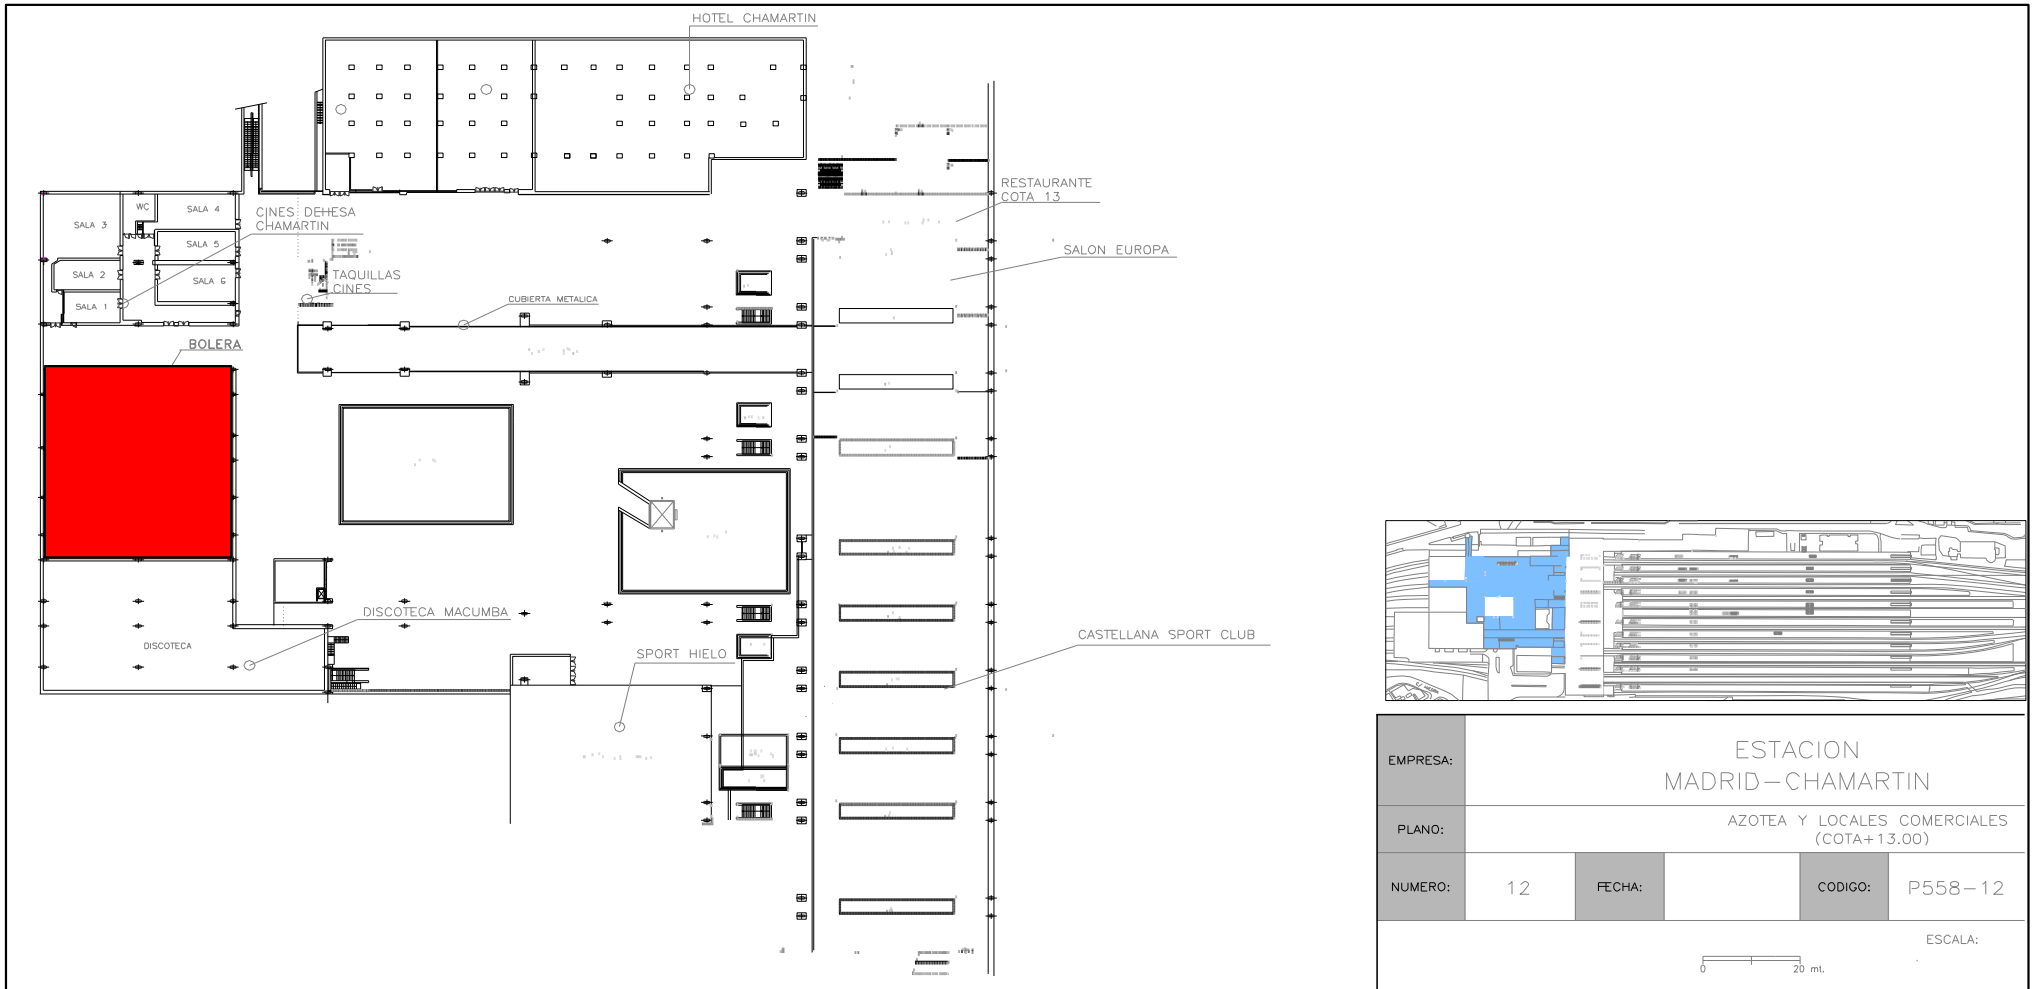 HOTEL CHAMARTIN
RESTAURANTE
COTA 13
SALON EUROPA
WC
SALA 4
SALA 3
CINES DEHESA
CHAMARTIN
SALA 5
SALA 2
SALA 6
SALA 1
TAQUILLAS
CINES
CUBIERTA METALICA
BOLERA
DISCOTECA MACUMBA
DISCOTECA
SPORT HIELO
CASTELLANA SPORT CLUB
EMPRESA:
ESTACION
MADRID-CHAMARTIN
PLANO:
AZOTEA Y LOCALES COMERCIALES
(COTA+13.00)
NUMERO:
12
FECHA:
CODIGO:
P558-12
ESCALA:
0
20 mt.